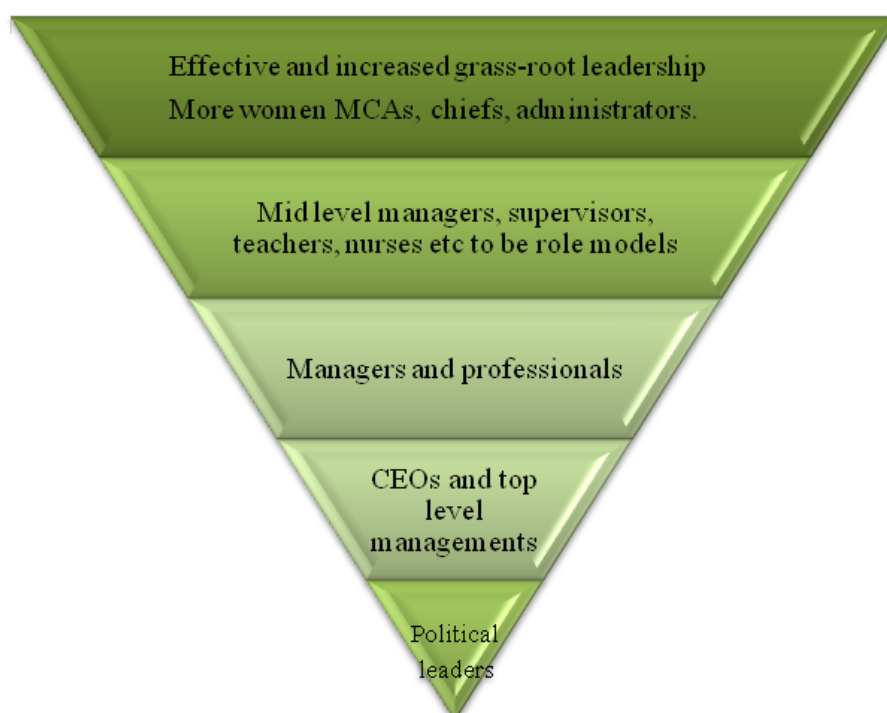 Effective and increased grass-root leadership
More women MCAs, chiefs, administrators.
Mid level managers, supervisors,
teachers, nurses etc to be role models
Managers and professionals
CEOs and top
level
managements
Political
leaders